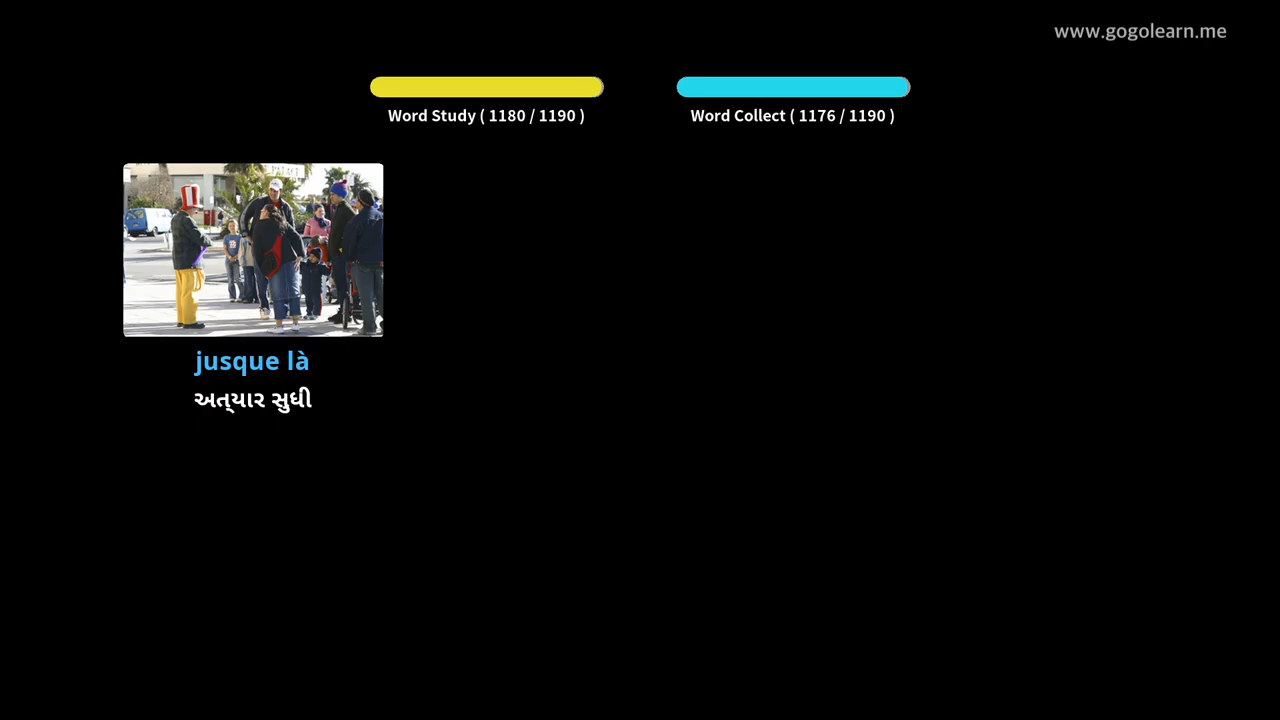 www.gogolearn.me
Word Study ( 1180 / 1190 )
Word Collect ( 1176 / 1190 )
jusque là
અત્યાર સુધી